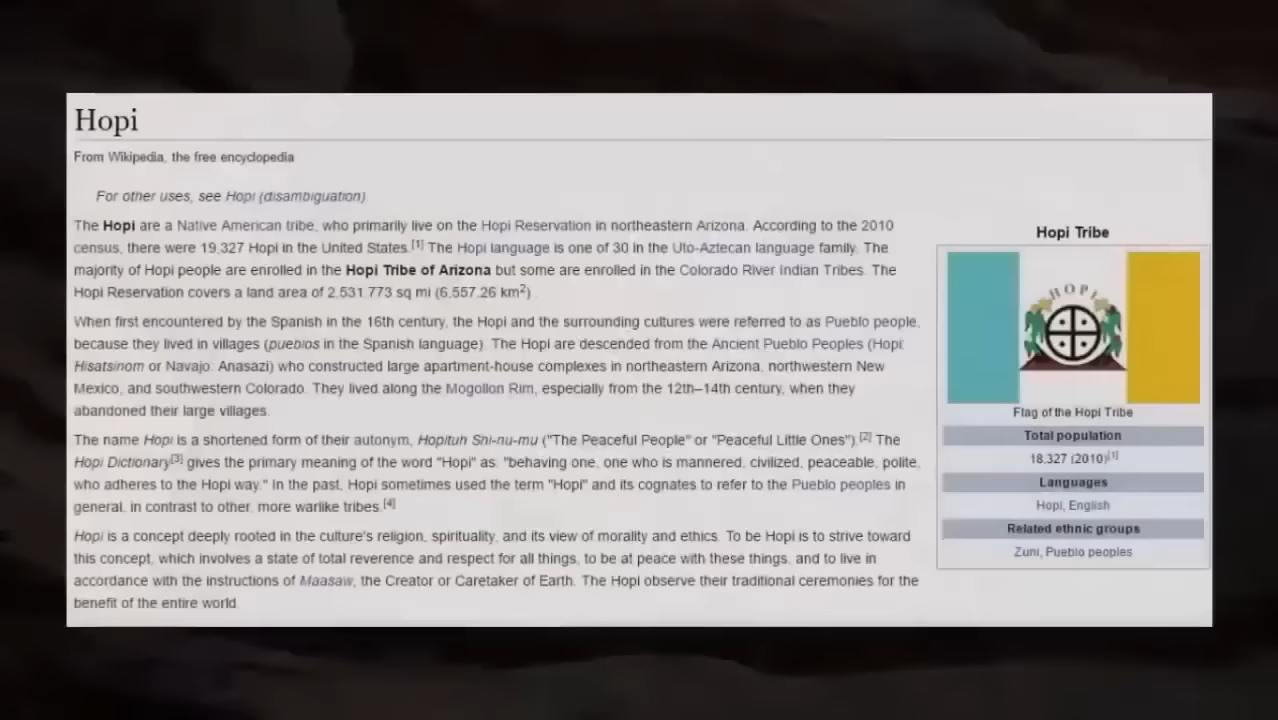 Hopi
From Wikipedia, the free encyclopedia
For other uses, see Hopi (disambiguation)
The Hopi are a Native American tribe, who primarily live on the Hopi Reservation in northeastern Arizona. According to the 2010
census, there were 19,327 Hopi in the United States.[1] The Hopi language is one of 30 in the Uto-Aztecan language family. The
majority of Hopi people are enrolled in the Hopi Tribe of Arizona but some are enrolled in the Colorado River Indian Tribes. The
Hopi Reservation covers a land area of 2,531.773 sq mi (6,557.26 km2)
When first encountered by the Spanish in the 16th century, the Hopi and the surrounding cultures were referred to as Pueblo people,
because they lived in villages (pueblos in the Spanish language). The Hopi are descended from the Ancient Pueblo Peoples (Hopi:
Hisatsinom or Navajo: Anasazi) who constructed large apartment-house complexes in northeastern Arizona, northwestern New
Mexico, and southwestern Colorado. They lived along the Mogollon Rim, especially from the 12th–14th century, when they
abandoned their large villages.
The name Hopi is a shortened form of their autonym, Hopituh Shi-nu-mu ("The Peaceful People" or "Peaceful Little Ones").[2] The
Hopi Dictionary[3] gives the primary meaning of the word "Hopi" as: "behaving one, one who is mannered, civilized, peaceable, polite,
who adheres to the Hopi way." In the past, Hopi sometimes used the term "Hopi" and its cognates to refer to the Pueblo peoples in
general, in contrast to other, more warlike tribes.[4]
Hopi is a concept deeply rooted in the culture's religion, spirituality, and its view of morality and ethics. To be Hopi is to strive toward
this concept, which involves a state of total reverence and respect for all things, to be at peace with these things, and to live in
accordance with the instructions of Maasaw, the Creator or Caretaker of Earth. The Hopi observe their traditional ceremonies for the
benefit of the entire world.
Hopi Tribe
HOPI
Flag of the Hopi Tribe
Total population
18,327 (2010)[1]
Languages
Hopi, English
Related ethnic groups
Zuni, Pueblo peoples